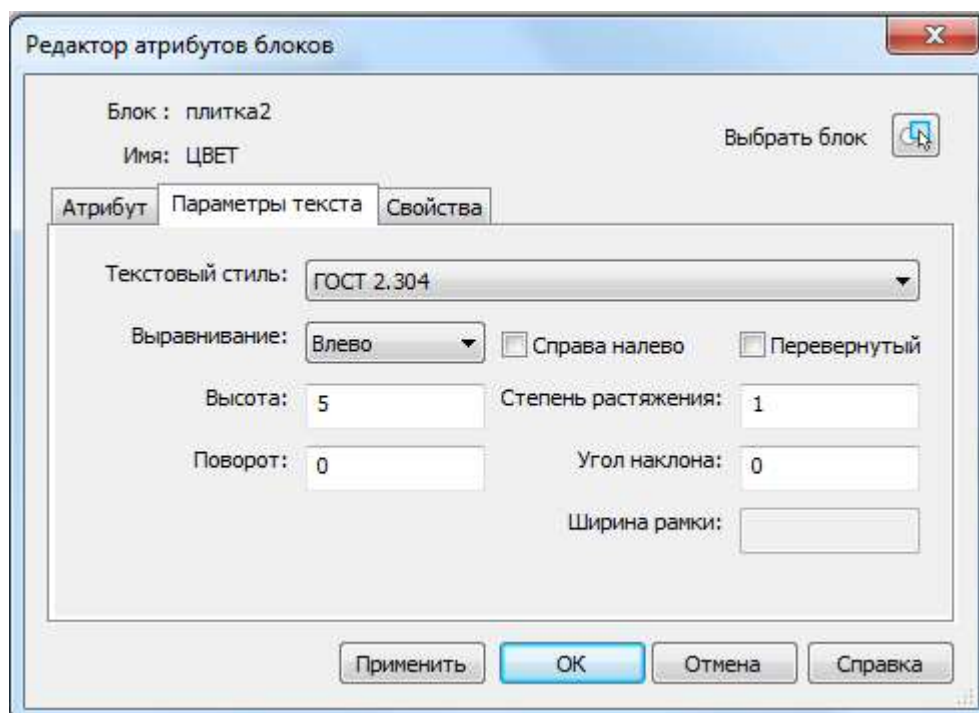 Редактор атрибутов блоков
Блок : плитка2
Выбрать блок
Имя: ЦВЕТ
Атрибут Параметры текста Свойства
Текстовый стиль: ГОСТ 2.304
Выравнивание: Влево Справа налево Перевернутый
Высота: 5 Степень растяжения: 1
Поворот: 0 Угол наклона: 0
Ширина рамки:
Применить ОК Отмена Справка